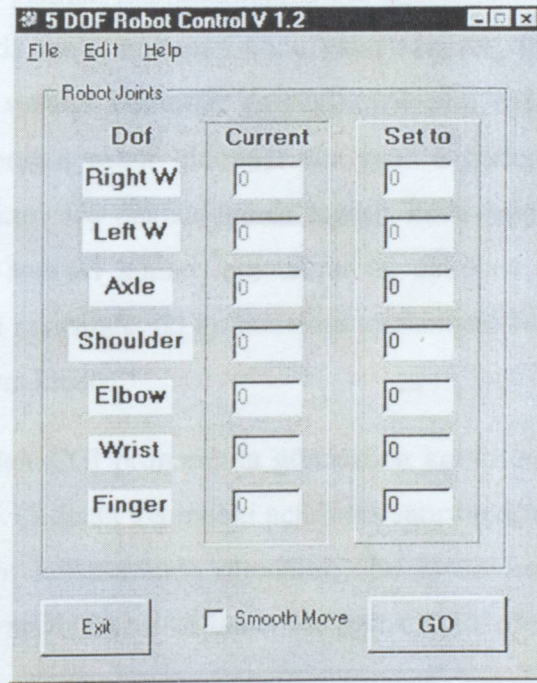 5 DOF Robot Control V 1.2
File Edit Help
Robot Joints
Dof Current Set to
Right W 0 0
Left W 0 0
Axle 0 0
Shoulder 0 0
Elbow 0 0
Wrist 0 0
Finger 0 0
Exit Smooth Move GO